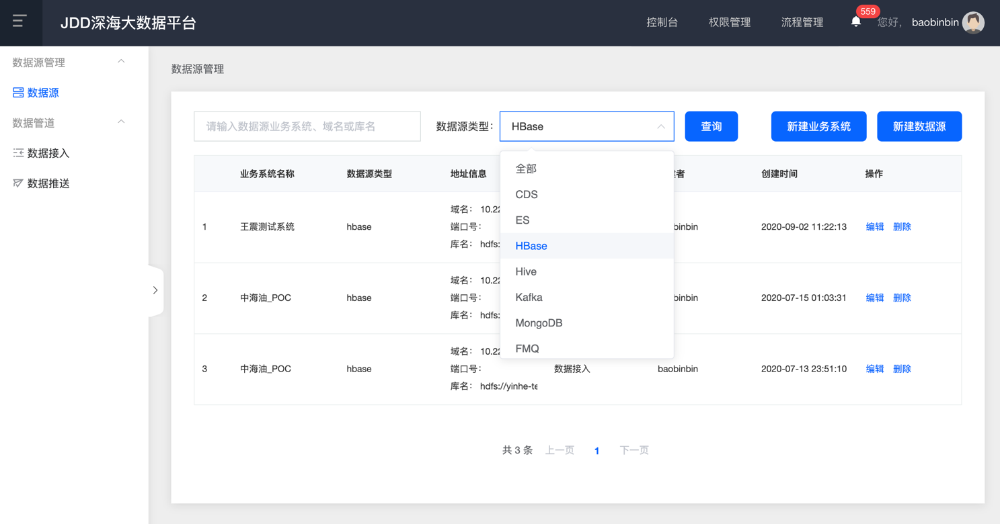 JDD深海大数据平台
控制台 权限管理 流程管理 559 您好, baobinbin
数据源管理
数据源
数据管道
数据接入
数据推送
数据源管理
请输入数据源业务系统、域名或库名 数据源类型: HBase 查询 新建业务系统 新建数据源
业务系统名称 数据源类型 地址信息 者 创建时间 操作
1 王震测试系统 hbase 域名: 10.22 binbin 2020-09-02 11:22:13 编辑 删除
端口号:
库名: hdfs:
2 中海油_POC hbase 域名: 10.22 binbin 2020-07-15 01:03:31 编辑 删除
端口号:
库名: hdfs:
3 中海油_POC hbase 域名: 10.22 数据接入 baobinbin 2020-07-13 23:51:10 编辑 删除
端口号:
库名: hdfs://yinhe-te
全部
CDS
ES
HBase
Hive
Kafka
MongoDB
FMQ
共 3 条 上一页 1 下一页